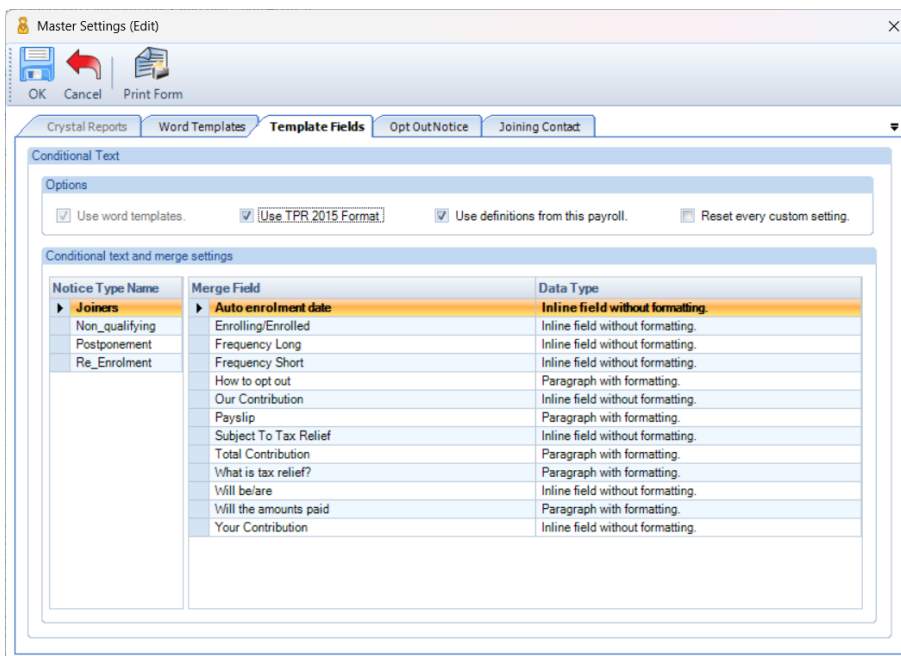 Master Settings (Edit)
OK Cancel Print Form
Crystal Reports Word Templates Template Fields Opt Out Notice Joining Contact
Conditional Text
Options
Use word templates. Use TPR 2015 Format Use definitions from this payroll. Reset every custom setting.
Conditional text and merge settings
Notice Type Name Merge Field Data Type
Joiners Auto enrolment date Inline field without formatting.
Non_qualifying Enrolling/Enrolled Inline field without formatting.
Postponement Frequency Long Inline field without formatting.
Re_Enrolment Frequency Short Inline field without formatting.
How to opt out Paragraph with formatting.
Our Contribution Inline field without formatting.
Payslip Paragraph with formatting.
Subject To Tax Relief Inline field without formatting.
Total Contribution Paragraph with formatting.
What is tax relief? Paragraph with formatting.
Will be/are Inline field without formatting.
Will the amounts paid Paragraph with formatting.
Your Contribution Inline field without formatting.